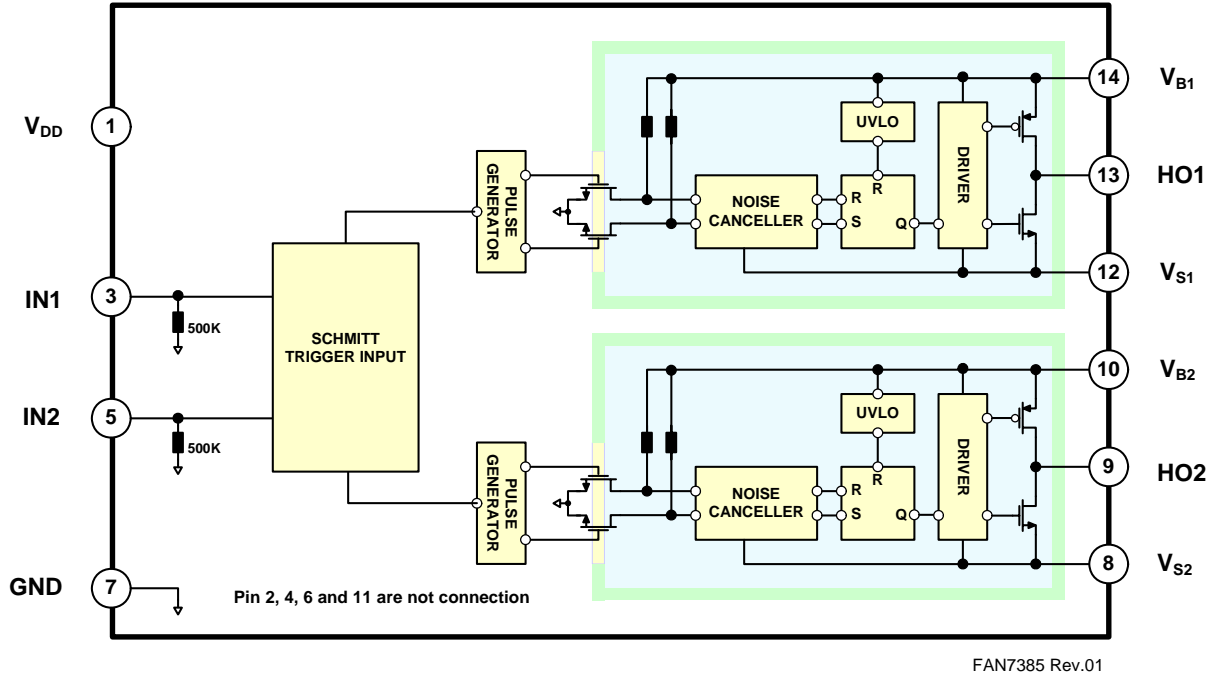 VDD
1
IN1
3
500K
IN2
5
500K
GND
7
SCHMITT
TRIGGER INPUT
PULSE
GENERATOR
NOISE
CANCELLER
UVLO
R
R
S
Q
DRIVER
14
VB1
13
HO1
12
VS1
PULSE
GENERATOR
NOISE
CANCELLER
UVLO
R
R
S
Q
DRIVER
10
VB2
9
HO2
8
VS2
Pin 2, 4, 6 and 11 are not connection
FAN7385 Rev.01